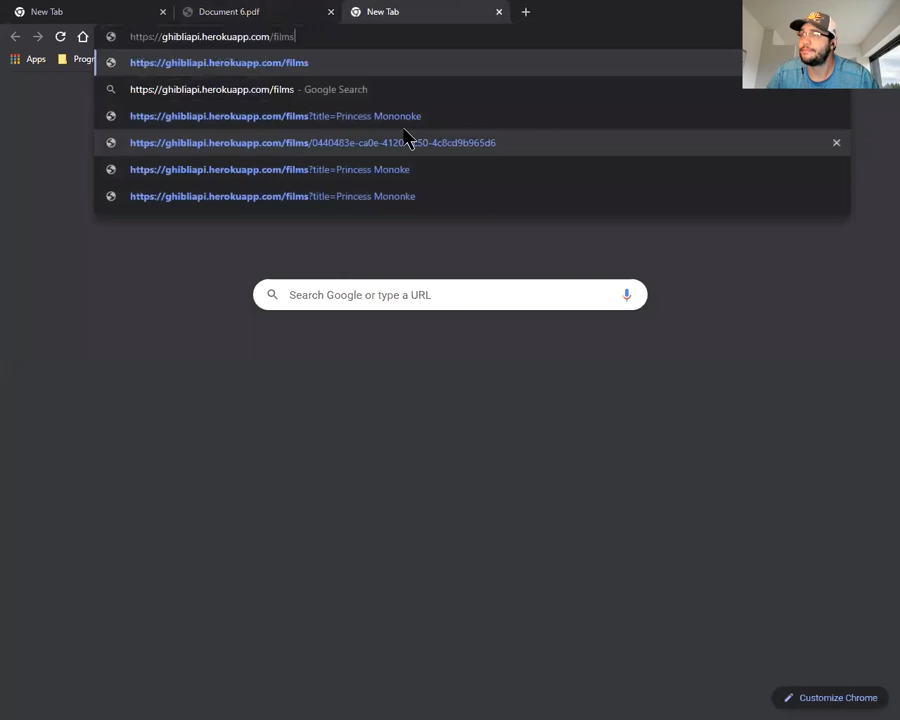 New Tab
Document 6.pdf
New Tab
https://ghibliapi.herokuapp.com/films
Apps
Progr
https://ghibliapi.herokuapp.com/films
https://ghibliapi.herokuapp.com/films - Google Search
https://ghibliapi.herokuapp.com/films?title=Princess Mononoke
https://ghibliapi.herokuapp.com/films?title=Princess Monoke
https://ghibliapi.herokuapp.com/films?title=Princess Mononke
Search Google or type a URL
Customize Chrome